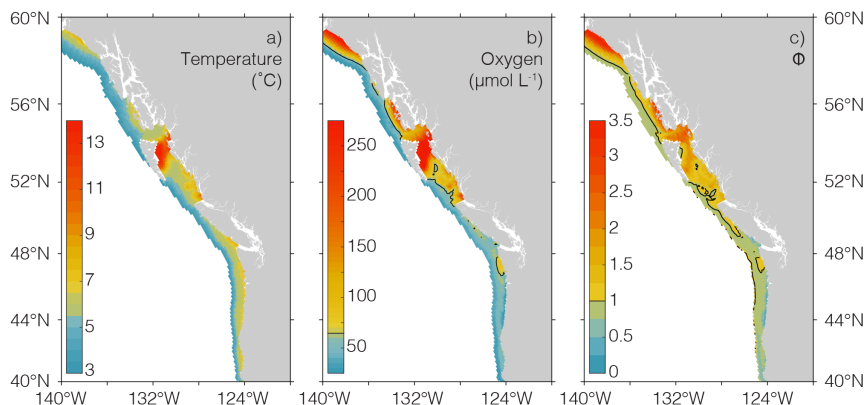 60°N 60°N
a) b) c)
Temperature Oxygen Φ
(˚C) (µmol L⁻¹)
56°N 56°N
13 250 3.5
11 200 3
52°N 52°N
9 150 2.5
2
7 100 1.5
48°N 48°N
5 50 1
44°N 44°N
3 0.5
0
40°N 40°N
140°W 132°W 124°W 140°W 132°W 124°W 140°W 132°W 124°W